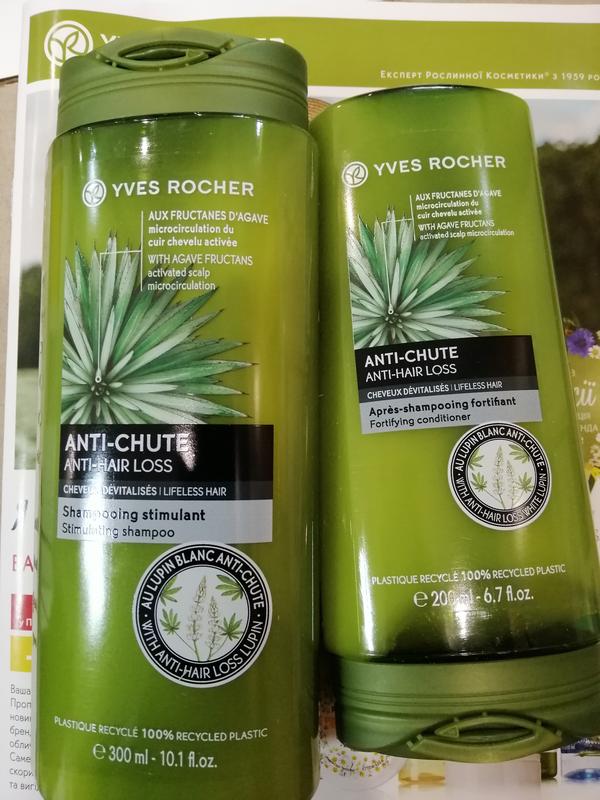 Експерт Рослинної Косметики® з 1959
YVES ROCHER
AUX FRUCTANES D'AGAVE
microcirculation du
cuir chevelu activée
WITH AGAVE FRUCTANS
activated scalp
microcirculation
ANTI-CHUTE
ANTI-HAIR LOSS
CHEVEUX DÉVITALISÉS | LIFELESS HAIR
Shampooing stimulant
Stimulating shampoo
• AU LUPIN BLANC ANTI-CHUTE •
WITH ANTI-HAIR LOSS LUPIN
PLASTIQUE RECYCLÉ 100% RECYCLED PLASTIC
℮ 300 ml - 10.1 fl.oz.
YVES ROCHER
AUX FRUCTANES D'AGAVE
microcirculation du
cuir chevelu activée
WITH AGAVE FRUCTANS
activated scalp microcirculation
ANTI-CHUTE
ANTI-HAIR LOSS
CHEVEUX DÉVITALISÉS | LIFELESS HAIR
Après-shampooing fortifiant
Fortifying conditioner
• AU LUPIN BLANC ANTI-CHUTE •
WITH ANTI-HAIR LOSS WHITE LUPIN
PLASTIQUE RECYCLÉ 100% RECYCLED PLASTIC
℮ 200 ml - 6.7 fl.oz.
Ваша